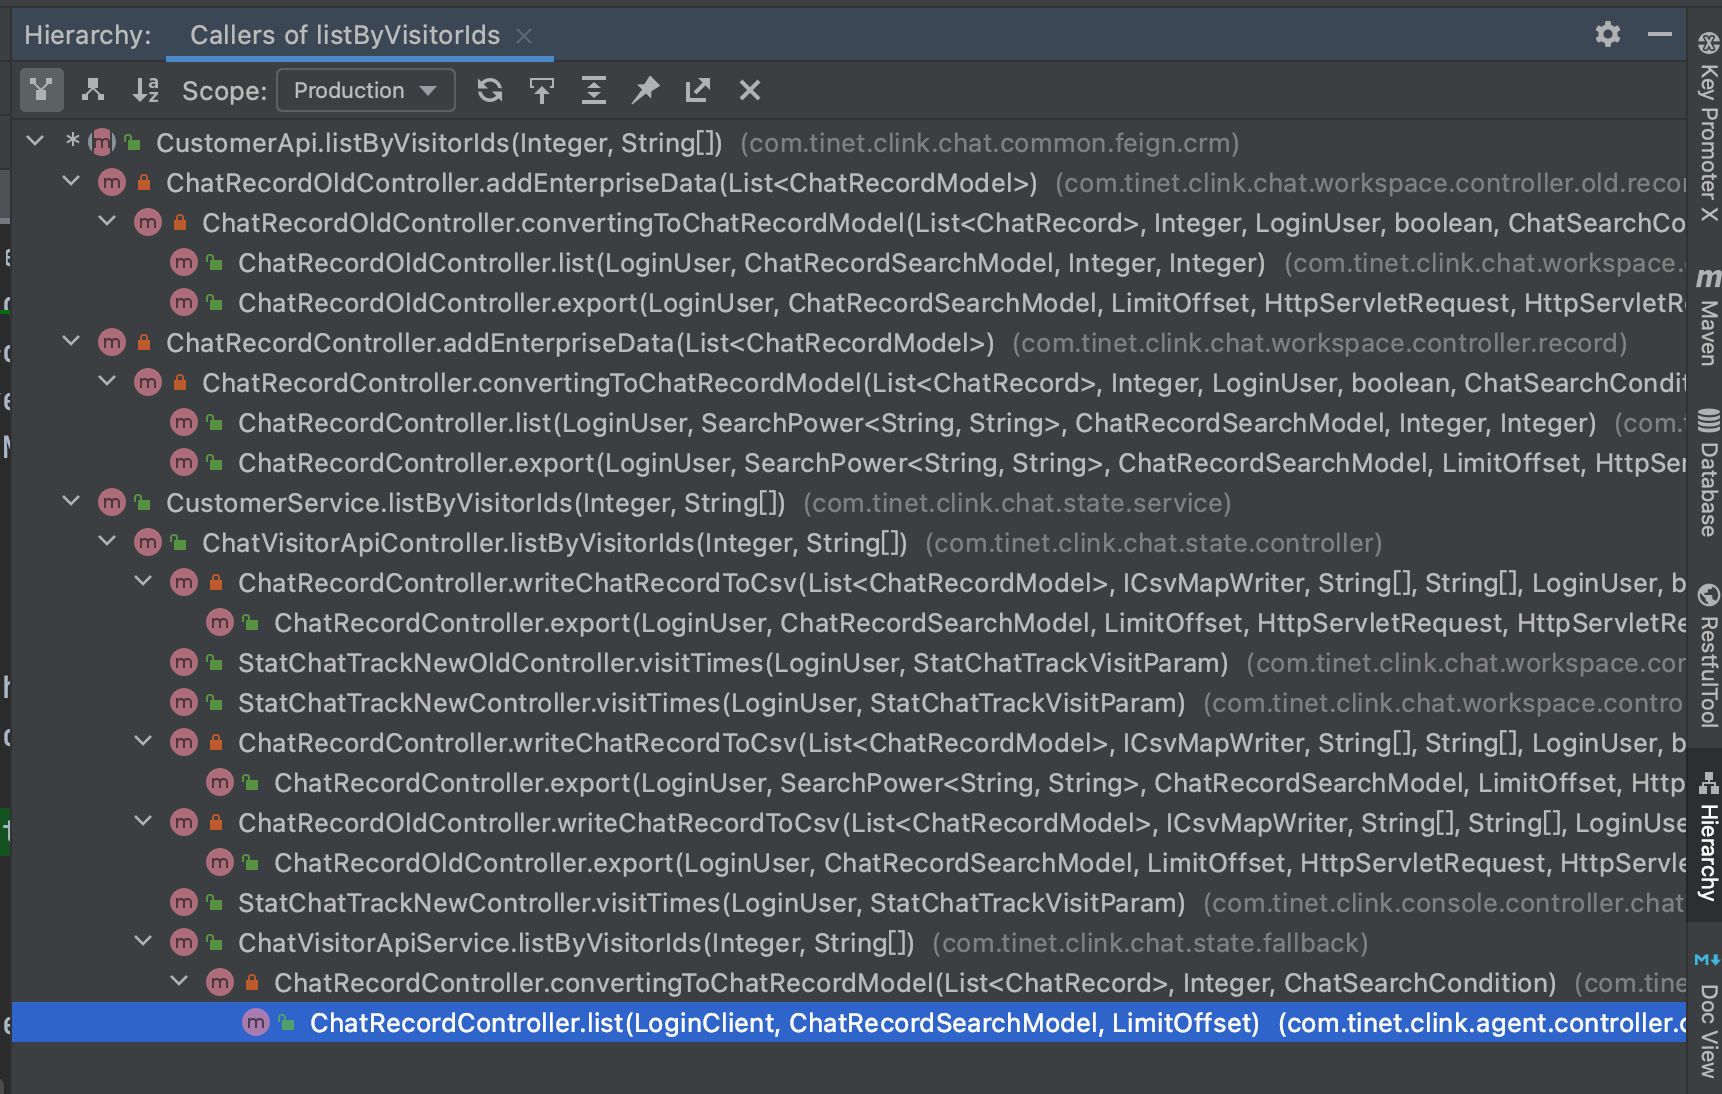 Hierarchy: Callers of listByVisitorIds
Scope: Production
* CustomerApi.listByVisitorIds(Integer, String[]) (com.tinet.clink.chat.common.feign.crm)
ChatRecordOldController.addEnterpriseData(List<ChatRecordModel>) (com.tinet.clink.chat.workspace.controller.old.recor
ChatRecordOldController.convertingToChatRecordModel(List<ChatRecord>, Integer, LoginUser, boolean, ChatSearchCo
ChatRecordOldController.list(LoginUser, ChatRecordSearchModel, Integer, Integer) (com.tinet.clink.chat.workspace.
ChatRecordOldController.export(LoginUser, ChatRecordSearchModel, LimitOffset, HttpServletRequest, HttpServletR
ChatRecordController.addEnterpriseData(List<ChatRecordModel>) (com.tinet.clink.chat.workspace.controller.record)
ChatRecordController.convertingToChatRecordModel(List<ChatRecord>, Integer, LoginUser, boolean, ChatSearchCondit
ChatRecordController.list(LoginUser, SearchPower<String, String>, ChatRecordSearchModel, Integer, Integer) (com.
ChatRecordController.export(LoginUser, SearchPower<String, String>, ChatRecordSearchModel, LimitOffset, HttpSer
CustomerService.listByVisitorIds(Integer, String[]) (com.tinet.clink.chat.state.service)
ChatVisitorApiController.listByVisitorIds(Integer, String[]) (com.tinet.clink.chat.state.controller)
ChatRecordController.writeChatRecordToCsv(List<ChatRecordModel>, ICsvMapWriter, String[], String[], LoginUser, b
ChatRecordController.export(LoginUser, ChatRecordSearchModel, LimitOffset, HttpServletRequest, HttpServletRe
StatChatTrackNewOldController.visitTimes(LoginUser, StatChatTrackVisitParam) (com.tinet.clink.chat.workspace.cor
StatChatTrackNewController.visitTimes(LoginUser, StatChatTrackVisitParam) (com.tinet.clink.chat.workspace.contro
ChatRecordController.writeChatRecordToCsv(List<ChatRecordModel>, ICsvMapWriter, String[], String[], LoginUser, b
ChatRecordController.export(LoginUser, SearchPower<String, String>, ChatRecordSearchModel, LimitOffset, Http
ChatRecordOldController.writeChatRecordToCsv(List<ChatRecordModel>, ICsvMapWriter, String[], String[], LoginUse
ChatRecordOldController.export(LoginUser, ChatRecordSearchModel, LimitOffset, HttpServletRequest, HttpServle
StatChatTrackNewController.visitTimes(LoginUser, StatChatTrackVisitParam) (com.tinet.clink.console.controller.chat
ChatVisitorApiService.listByVisitorIds(Integer, String[]) (com.tinet.clink.chat.state.fallback)
ChatRecordController.convertingToChatRecordModel(List<ChatRecord>, Integer, ChatSearchCondition) (com.tine
ChatRecordController.list(LoginClient, ChatRecordSearchModel, LimitOffset) (com.tinet.clink.agent.controller.c
Key Promoter X
Maven
Database
RestfulTool
Hierarchy
Doc View